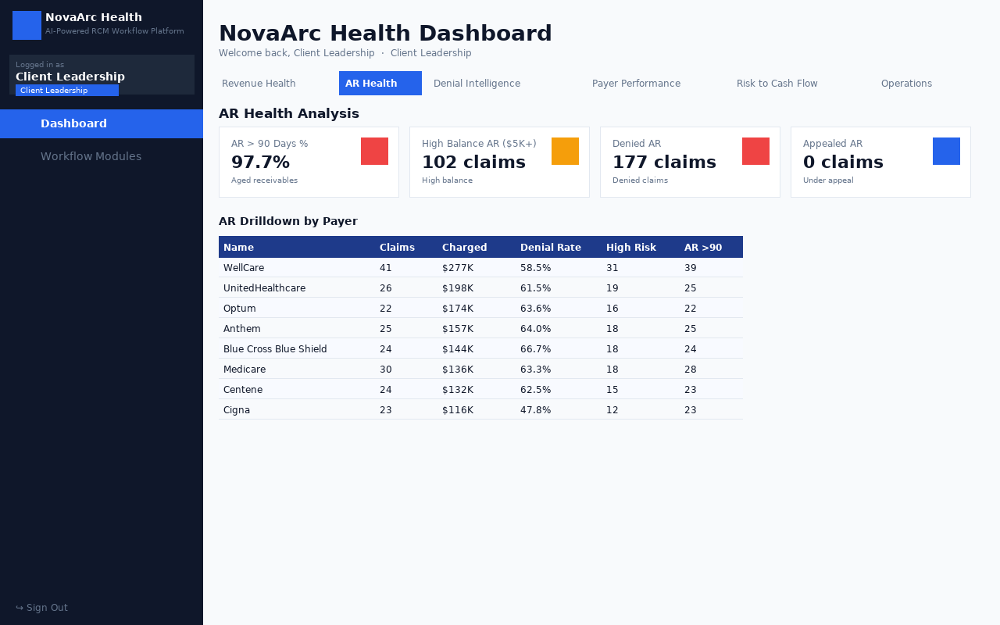 NovaArc Health
AI-Powered RCM Workflow Platform
Logged in as
Client Leadership
Client Leadership
Dashboard
Workflow Modules
↪ Sign Out
NovaArc Health Dashboard
Welcome back, Client Leadership · Client Leadership
Revenue Health AR Health Denial Intelligence Payer Performance Risk to Cash Flow Operations
AR Health Analysis
AR > 90 Days %
97.7%
Aged receivables
High Balance AR ($5K+)
102 claims
High balance
Denied AR
177 claims
Denied claims
Appealed AR
0 claims
Under appeal
AR Drilldown by Payer
Name Claims Charged Denial Rate High Risk AR >90
WellCare 41 $277K 58.5% 31 39
UnitedHealthcare 26 $198K 61.5% 19 25
Optum 22 $174K 63.6% 16 22
Anthem 25 $157K 64.0% 18 25
Blue Cross Blue Shield 24 $144K 66.7% 18 24
Medicare 30 $136K 63.3% 18 28
Centene 24 $132K 62.5% 15 23
Cigna 23 $116K 47.8% 12 23